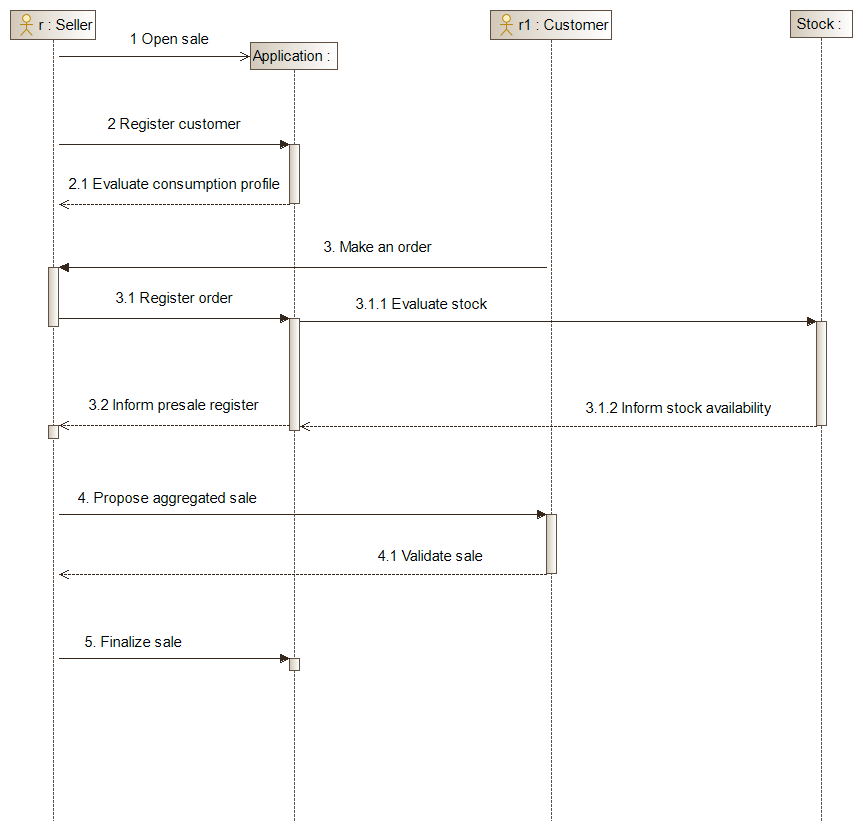 r : Seller
r1 : Customer
Stock :
1 Open sale
Application :
2 Register customer
2.1 Evaluate consumption profile
3. Make an order
3.1 Register order
3.1.1 Evaluate stock
3.2 Inform presale register
3.1.2 Inform stock availability
4. Propose aggregated sale
4.1 Validate sale
5. Finalize sale